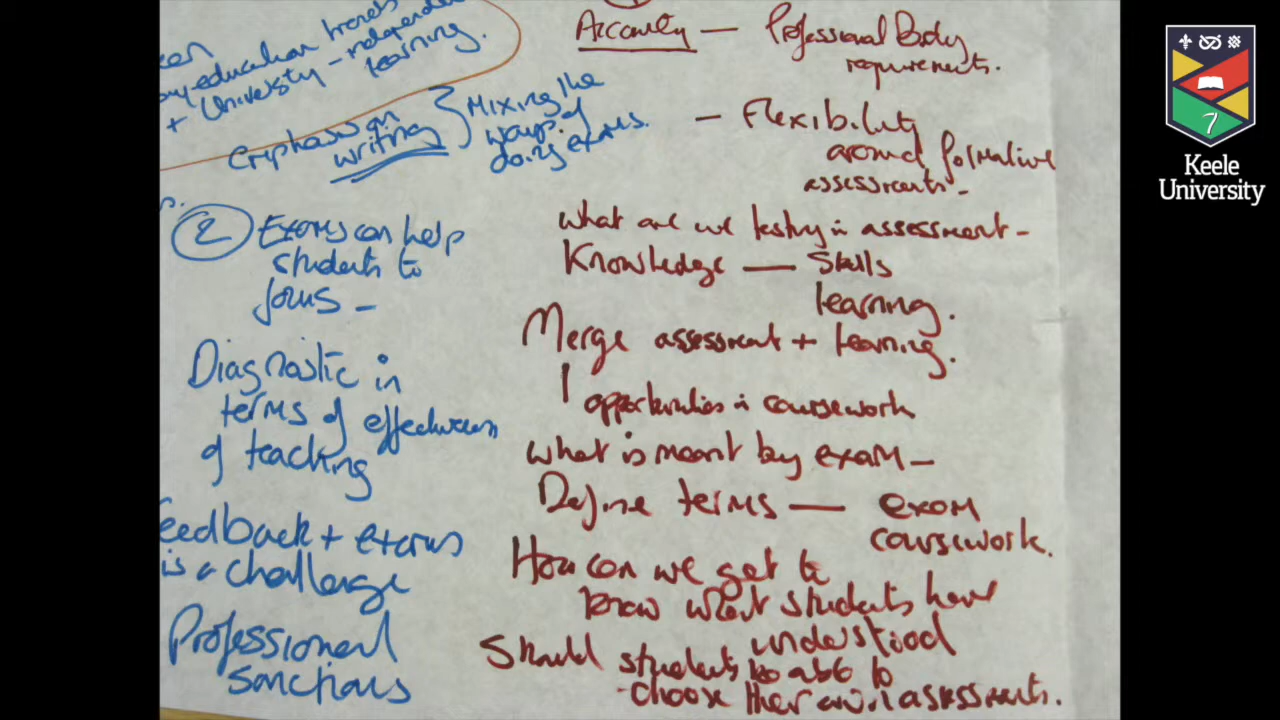 education
+ University -
learning.
Emphasis on
writing
Mixing the
ways of
doing exams.
2 Exams can help
students to
focus -
Diagnostic in
terms of effectiveness
of teaching
eedback + exams
is a challenge
Professional
Sanctions
— Professional Body
requirements.
- Flexibility
around formative
assessments -
what are we testing in assessment -
Knowledge — Skills
learning.
Merge assessment + learning.
opportunities in coursework
what is meant by exam -
Define terms — exam
coursework.
How can we get to
know what students have
understood
Should students be able to
choose their own assessments.
Keele
University